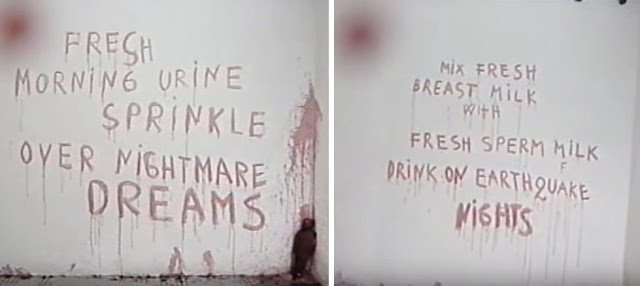 FRESH
MORNING URINE
SPRINKLE
OVER NIGHTMARE
DREAMS
MIX FRESH
BREAST MILK
WITH
FRESH SPERM MILK
F
DRINK ON EARTHQUAKE
NIGHTS